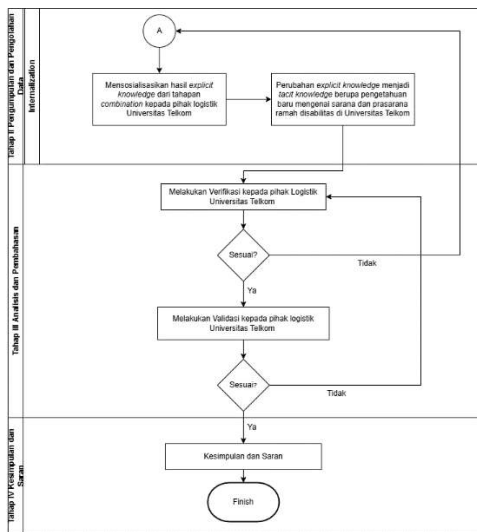 Tahap II Pengumpulan dan Pengolahan
Data
Internalization
A
Mensosialisasikan hasil explicit
knowledge dari tahapan
combination kepada pihak logistik
Universitas Telkom
Perubahan explicit knowledge menjadi
tacit knowledge berupa pengetahuan
baru mengenai sarana dan prasarana
ramah disabilitas di Universitas Telkom
Tahap III Analisis dan Pembahasan
Melakukan Verifikasi kepada pihak Logistik
Universitas Telkom
Sesuai?
Tidak
Ya
Melakukan Validasi kepada pihak logistik
Universitas Telkom
Sesuai?
Tidak
Ya
Tahap IV Kesimpulan dan
Saran
Kesimpulan dan Saran
Finish